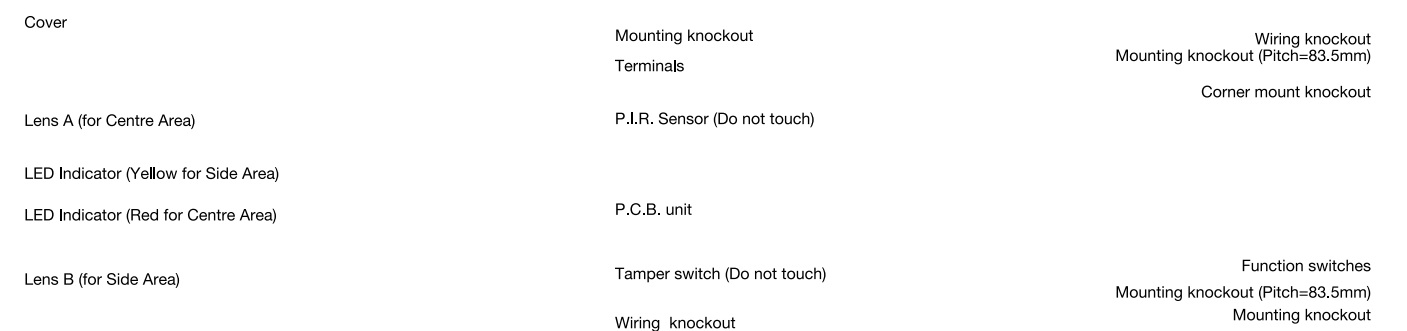 Cover
Lens A (for Centre Area)
LED Indicator (Yellow for Side Area)
LED Indicator (Red for Centre Area)
Lens B (for Side Area)
Mounting knockout
Terminals
P.I.R. Sensor (Do not touch)
P.C.B. unit
Tamper switch (Do not touch)
Wiring knockout
Wiring knockout
Mounting knockout (Pitch=83.5mm)
Corner mount knockout
Function switches
Mounting knockout (Pitch=83.5mm)
Mounting knockout